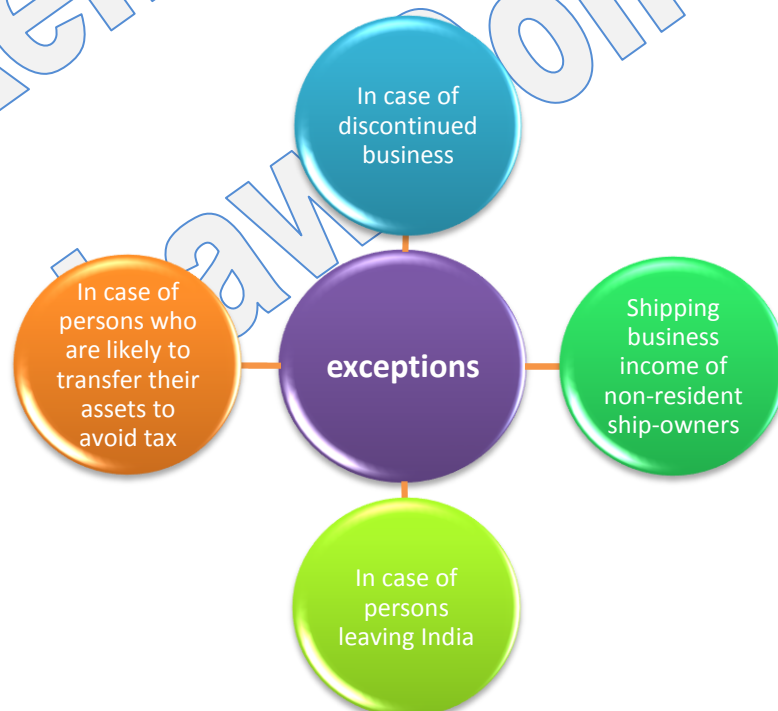 In case of
discontinued
business
In case of
persons who
are likely to
transfer their
assets to
avoid tax
exceptions
Shipping
business
income of
non-resident
ship-owners
In case of
persons
leaving India